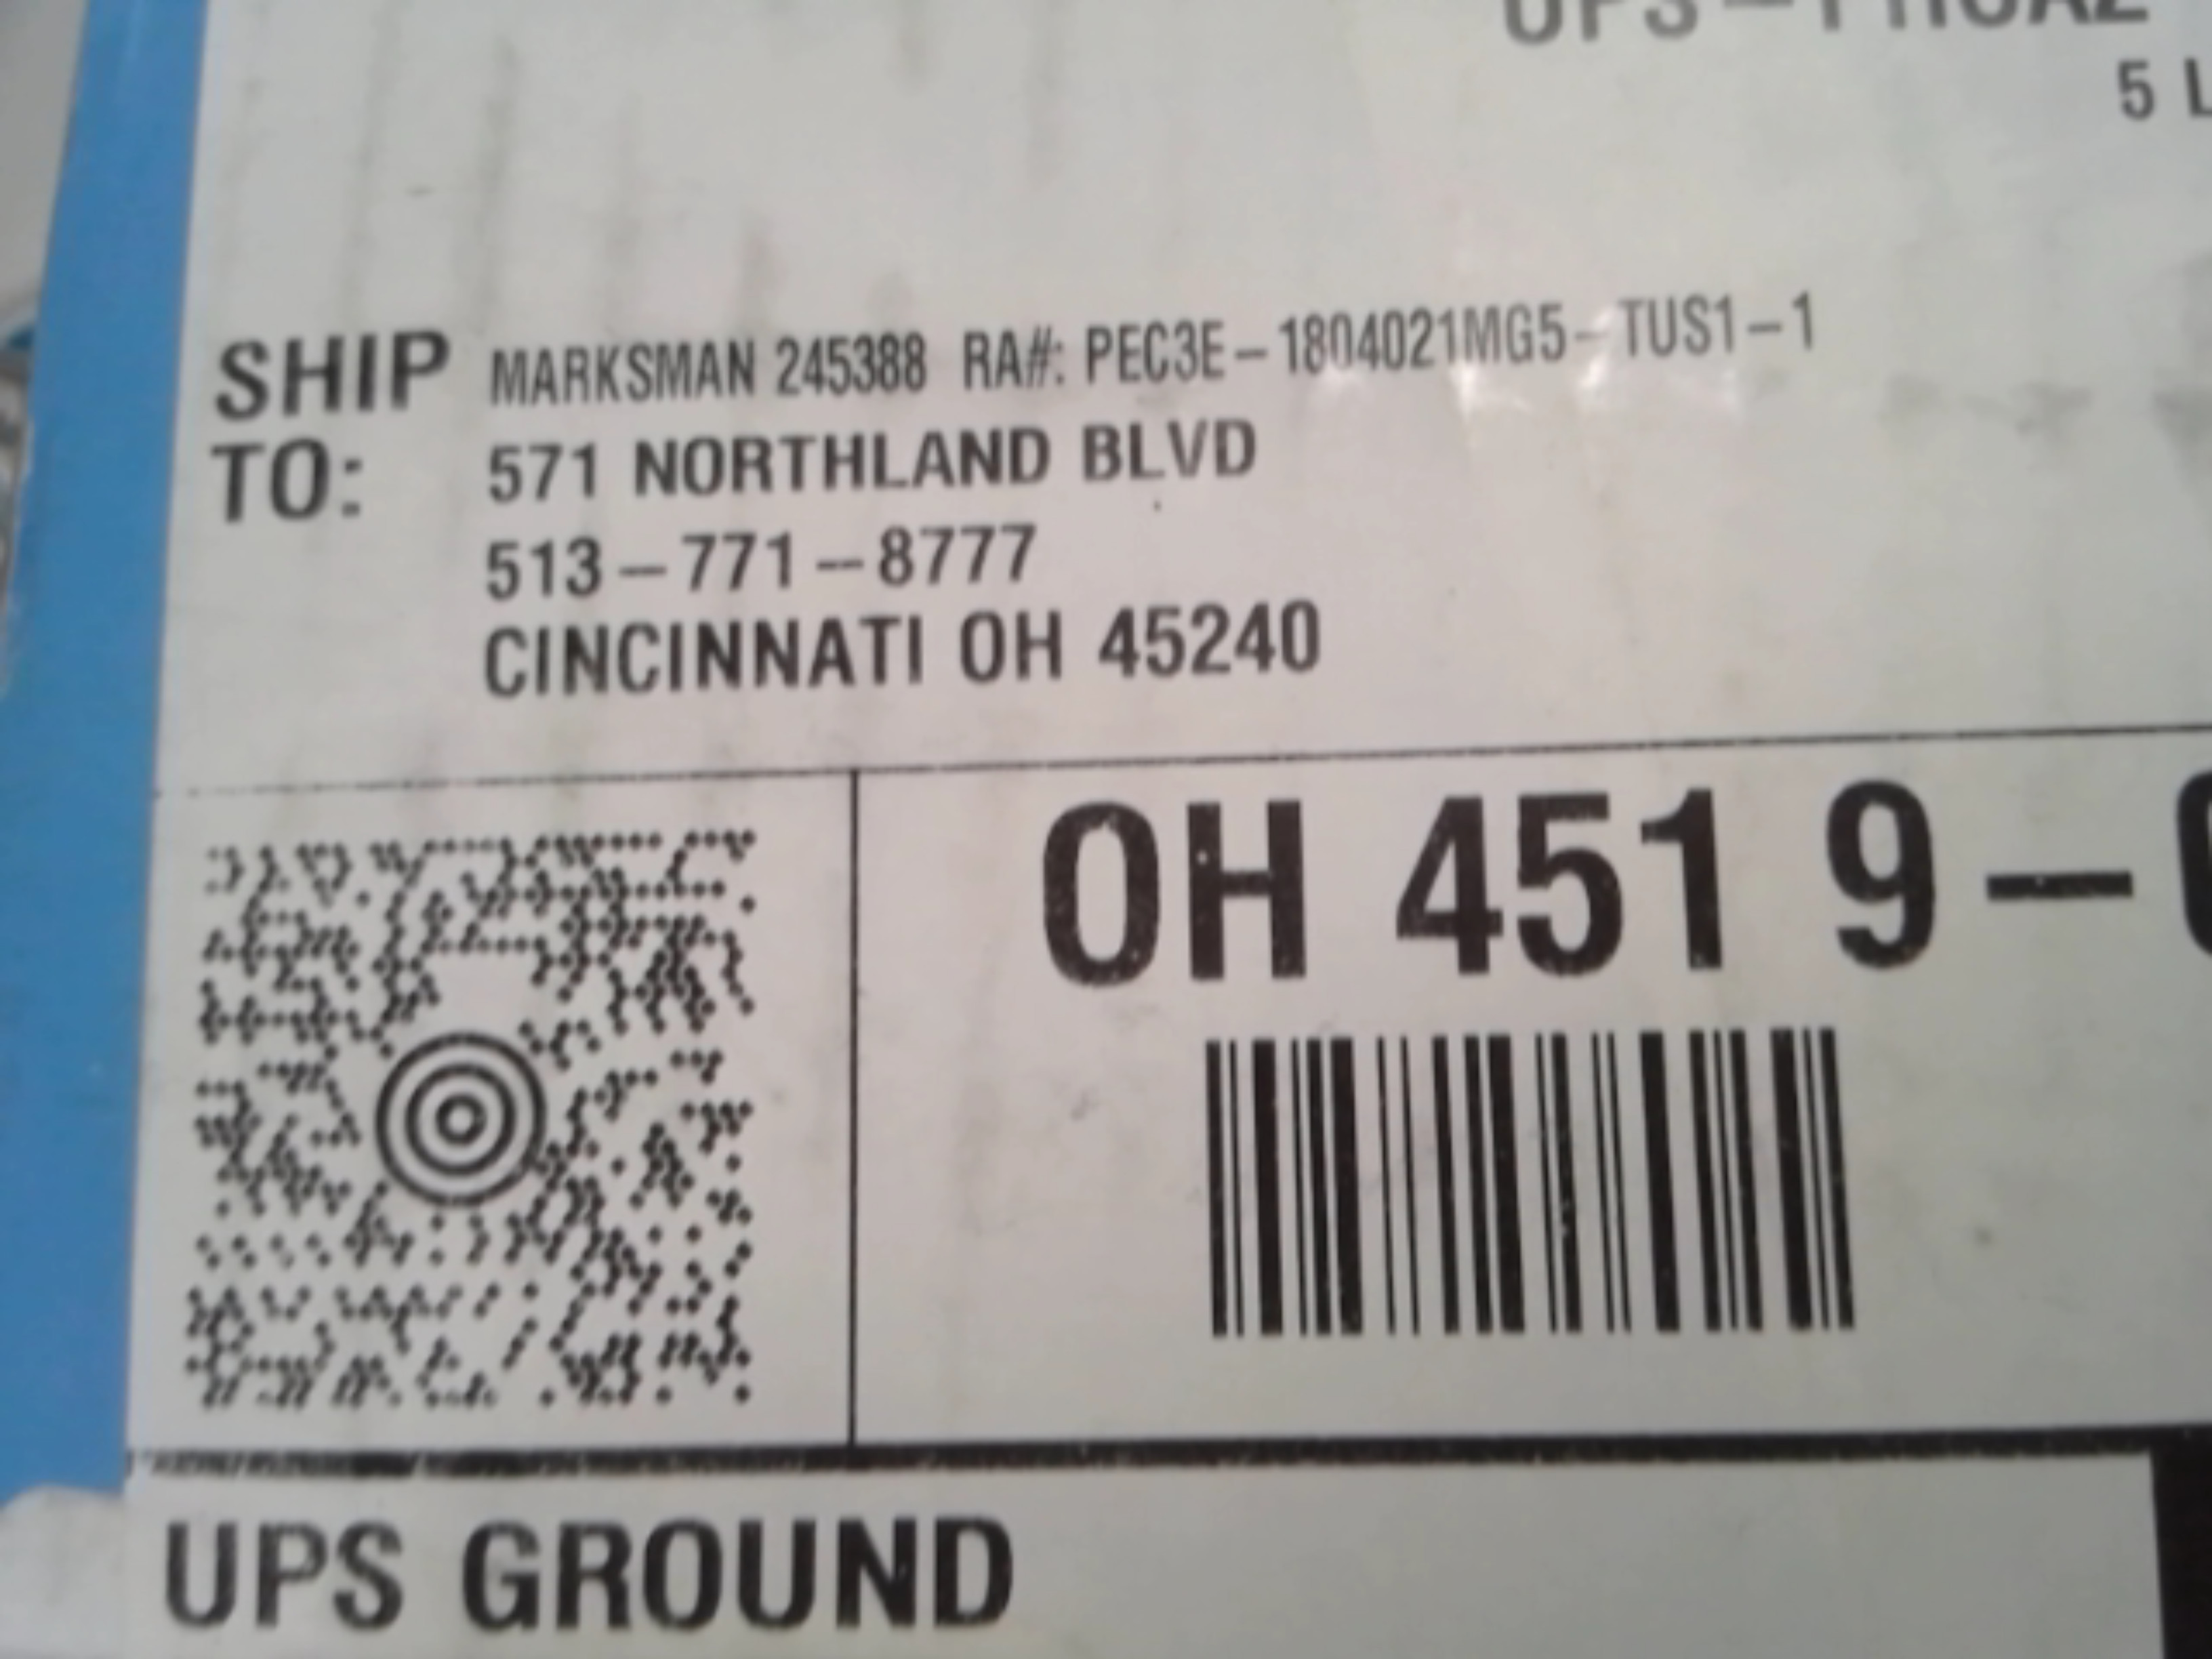 5
SHIP TO: MARKSMAN 245388 RA#: PEC3E-1804021MG5-TUS1-1
571 NORTHLAND BLVD
513-771-8777
CINCINNATI OH 45240
OH 451 9-
UPS GROUND